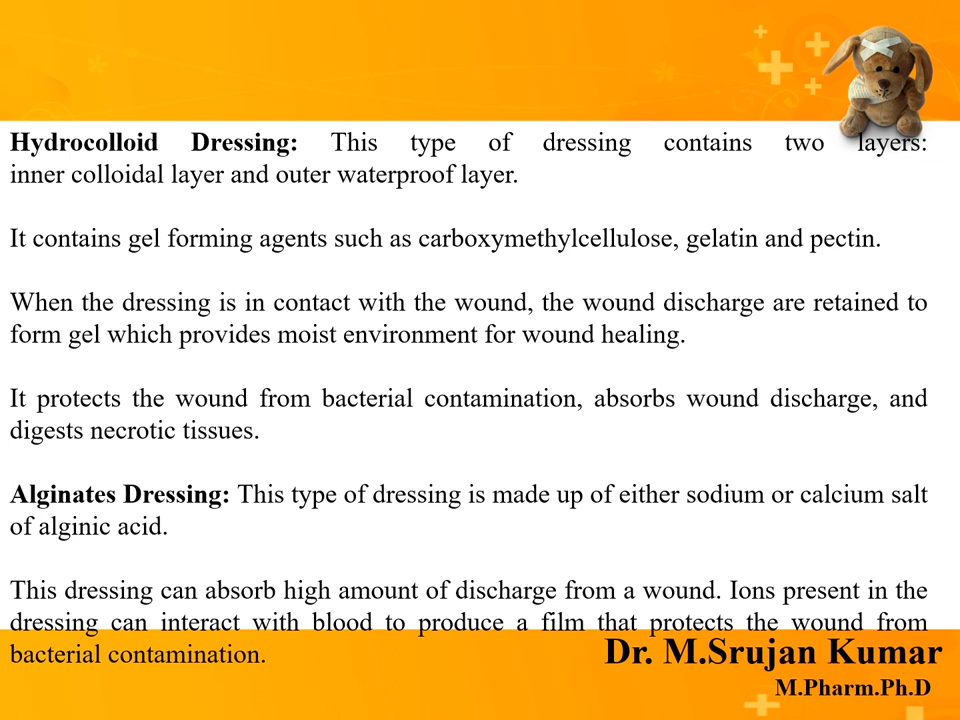 Hydrocolloid Dressing: This type of dressing contains two layers:
inner colloidal layer and outer waterproof layer.
It contains gel forming agents such as carboxymethylcellulose, gelatin and pectin.
When the dressing is in contact with the wound, the wound discharge are retained to
form gel which provides moist environment for wound healing.
It protects the wound from bacterial contamination, absorbs wound discharge, and
digests necrotic tissues.
Alginates Dressing: This type of dressing is made up of either sodium or calcium salt
of alginic acid.
This dressing can absorb high amount of discharge from a wound. Ions present in the
dressing can interact with blood to produce a film that protects the wound from
bacterial contamination.
Dr. M.Srujan Kumar
M.Pharm.Ph.D